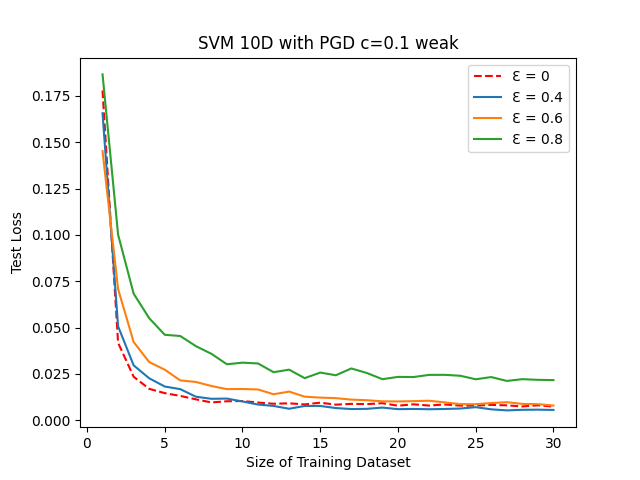 SVM 10D with PGD c=0.1 weak
Ɛ = 0
Ɛ = 0.4
Ɛ = 0.6
Ɛ = 0.8
Test Loss
0.175
0.150
0.125
0.100
0.075
0.050
0.025
0.000
0 5 10 15 20 25 30
Size of Training Dataset